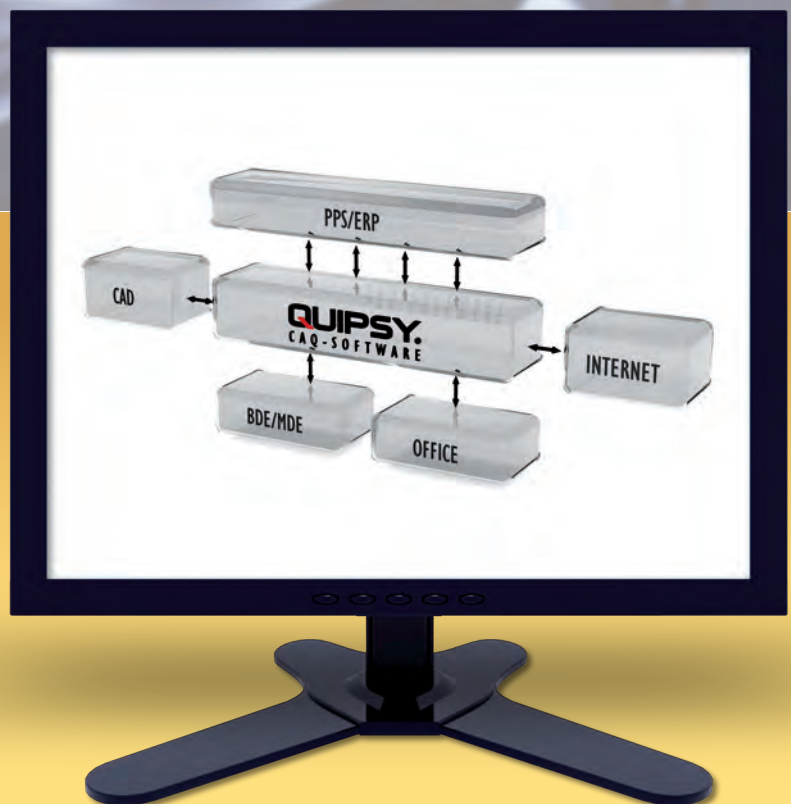 PPS/ERP
CAD
QUIPSY.
CAQ-SOFTWARE
INTERNET
BDE/MDE
OFFICE